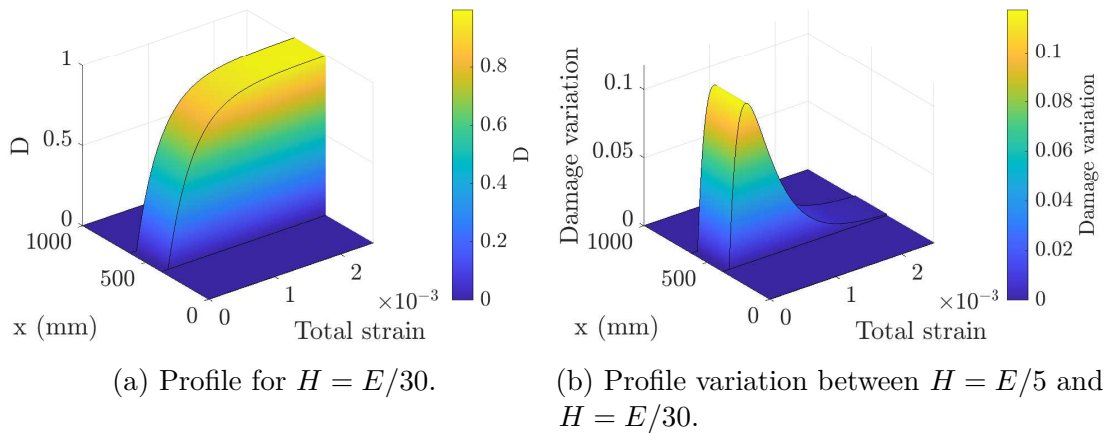 1
0.5
0
D
1000
500
0
x (mm)
0
1
2
×10⁻³
Total strain
0.8
0.6
0.4
0.2
0
D
(a) Profile for H = E/30.
0.1
0.05
0
Damage variation
1000
500
0
x (mm)
0
1
2
×10⁻³
Total strain
0.1
0.08
0.06
0.04
0.02
0
Damage variation
(b) Profile variation between H = E/5 and
H = E/30.